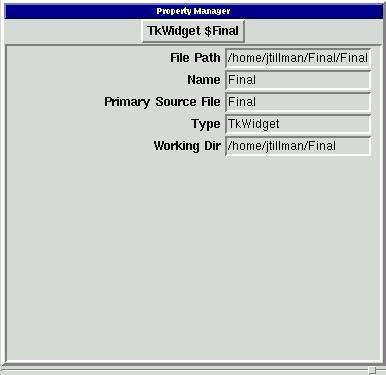 Property Manager
TkWidget $Final
File Path /home/jtillman/Final/Final
Name Final
Primary Source File Final
Type TkWidget
Working Dir /home/jtillman/Final